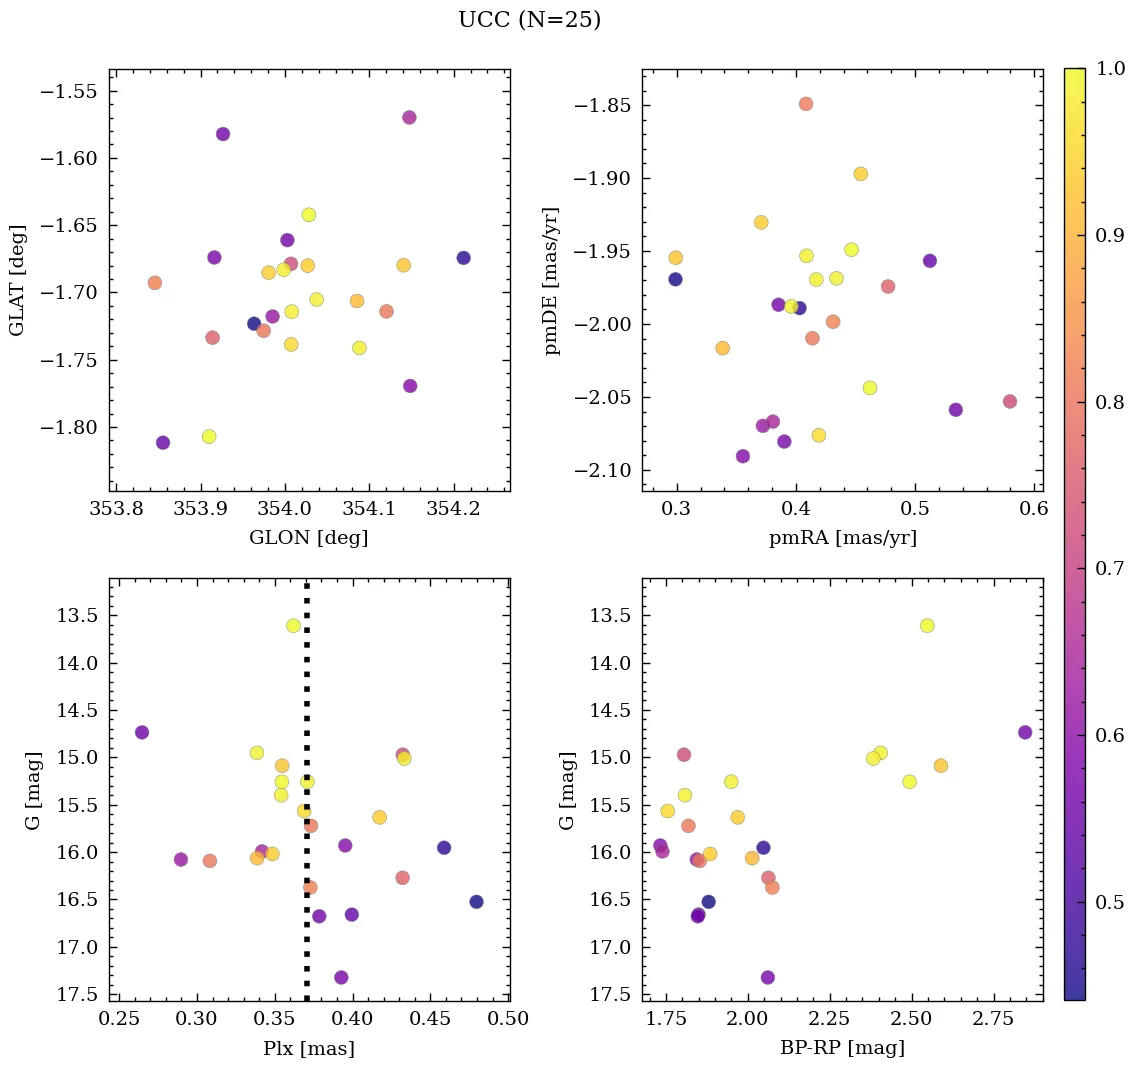 UCC (N=25)
−1.55
−1.60
−1.65
−1.70
−1.75
−1.80
GLAT [deg]
353.8 353.9 354.0 354.1 354.2
GLON [deg]
−1.85
−1.90
−1.95
−2.00
−2.05
−2.10
pmDE [mas/yr]
0.3 0.4 0.5 0.6
pmRA [mas/yr]
13.5
14.0
14.5
15.0
15.5
16.0
16.5
17.0
17.5
G [mag]
0.25 0.30 0.35 0.40 0.45 0.50
Plx [mas]
13.5
14.0
14.5
15.0
15.5
16.0
16.5
17.0
17.5
G [mag]
1.75 2.00 2.25 2.50 2.75
BP-RP [mag]
1.0
0.9
0.8
0.7
0.6
0.5